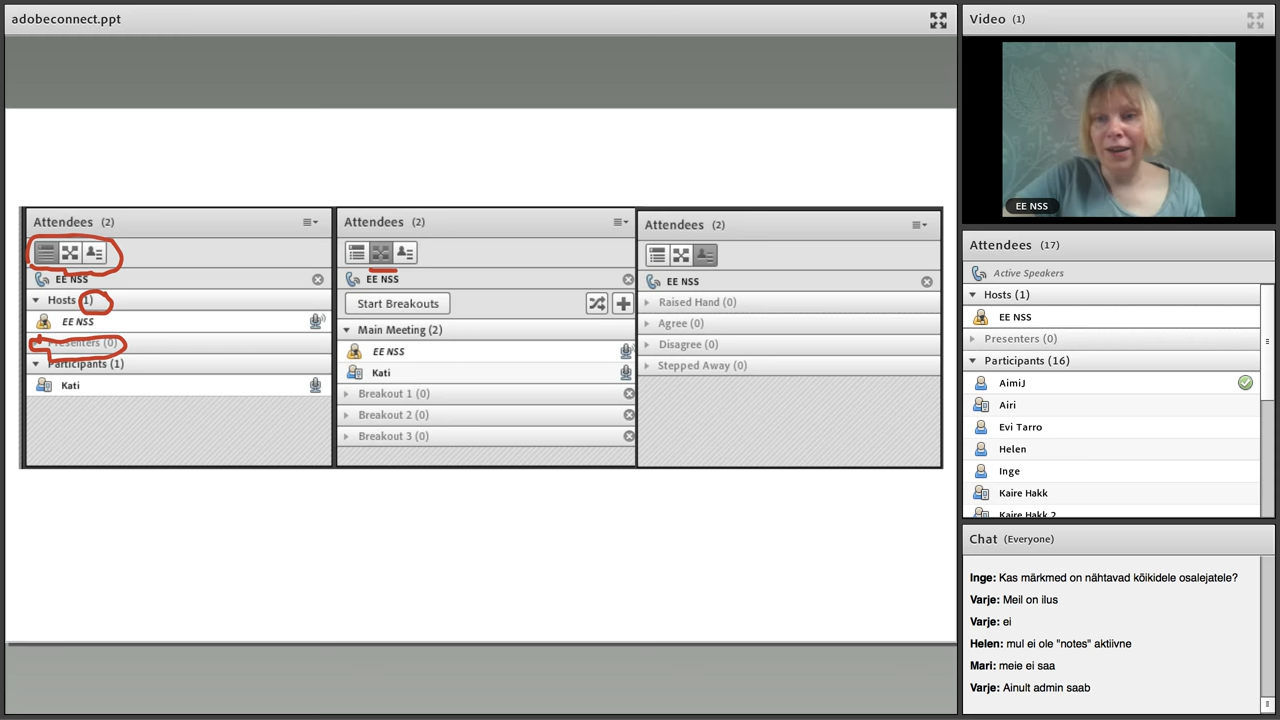 adobeconnect.ppt
Attendees (2)
EE NSS
Hosts (1)
EE NSS
Presenters (0)
Participants (1)
Kati
Attendees (2)
EE NSS
Start Breakouts
Main Meeting (2)
EE NSS
Kati
Breakout 1 (0)
Breakout 2 (0)
Breakout 3 (0)
Attendees (2)
EE NSS
Raised Hand (0)
Agree (0)
Disagree (0)
Stepped Away (0)
Video (1)
EE NSS
Attendees (17)
Active Speakers
Hosts (1)
EE NSS
Presenters (0)
Participants (16)
AimiJ
Airi
Evi Tarro
Helen
Inge
Kaire Hakk
Kaire Hakk 2
Chat (Everyone)
Inge: Kas märkmed on nähtavad kõikidele osalejatele?
Varje: Meil on ilus
Varje: ei
Helen: mul ei ole "notes" aktiivne
Mari: meie ei saa
Varje: Ainult admin saab